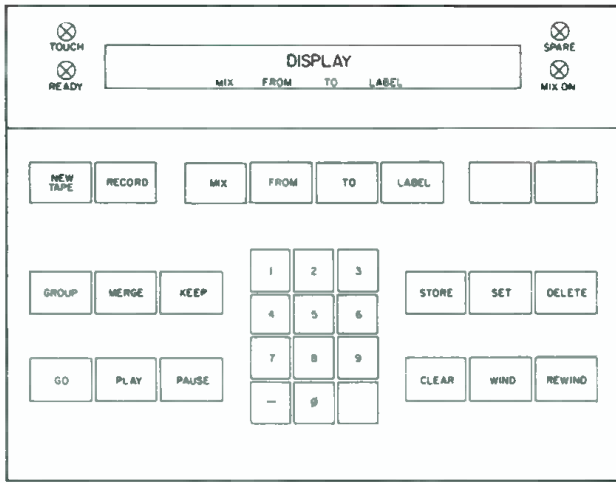 TOUCH
SPARE
DISPLAY
READY
MIX FROM TO LABEL
MIX ON
NEW
TAPE
RECORD MIX FROM TO LABEL
1 2 3
GROUP MERGE KEEP STORE SET DELETE
4 5 6
7 8 9
GO PLAY PAUSE CLEAR WIND REWIND
— Ø